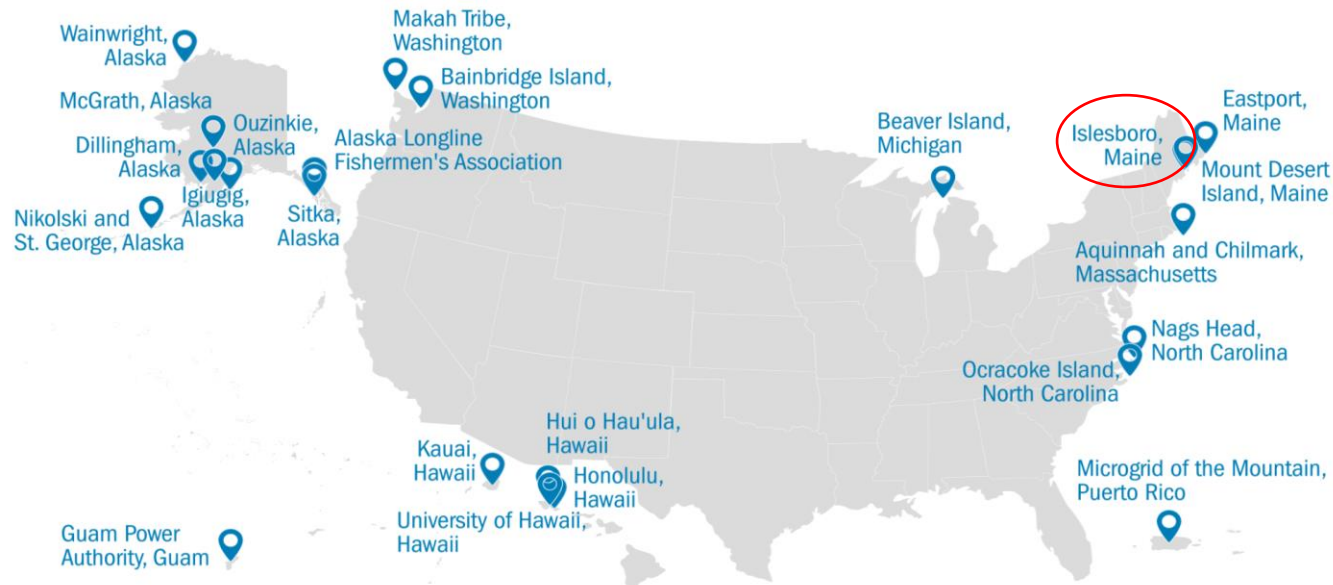 Wainwright,
Alaska
McGrath, Alaska
Ouzinkie,
Alaska
Dillingham,
Alaska
Igiugig,
Alaska
Nikolski and
St. George, Alaska
Alaska Longline
Fishermen's Association
Sitka,
Alaska
Makah Tribe,
Washington
Bainbridge Island,
Washington
Beaver Island,
Michigan
Islesboro,
Maine
Eastport,
Maine
Mount Desert
Island, Maine
Aquinnah and Chilmark,
Massachusetts
Nags Head,
North Carolina
Ocracoke Island,
North Carolina
Hui o Hau'ula,
Hawaii
Kauai,
Hawaii
Honolulu,
Hawaii
University of Hawaii,
Hawaii
Microgrid of the Mountain,
Puerto Rico
Guam Power
Authority, Guam